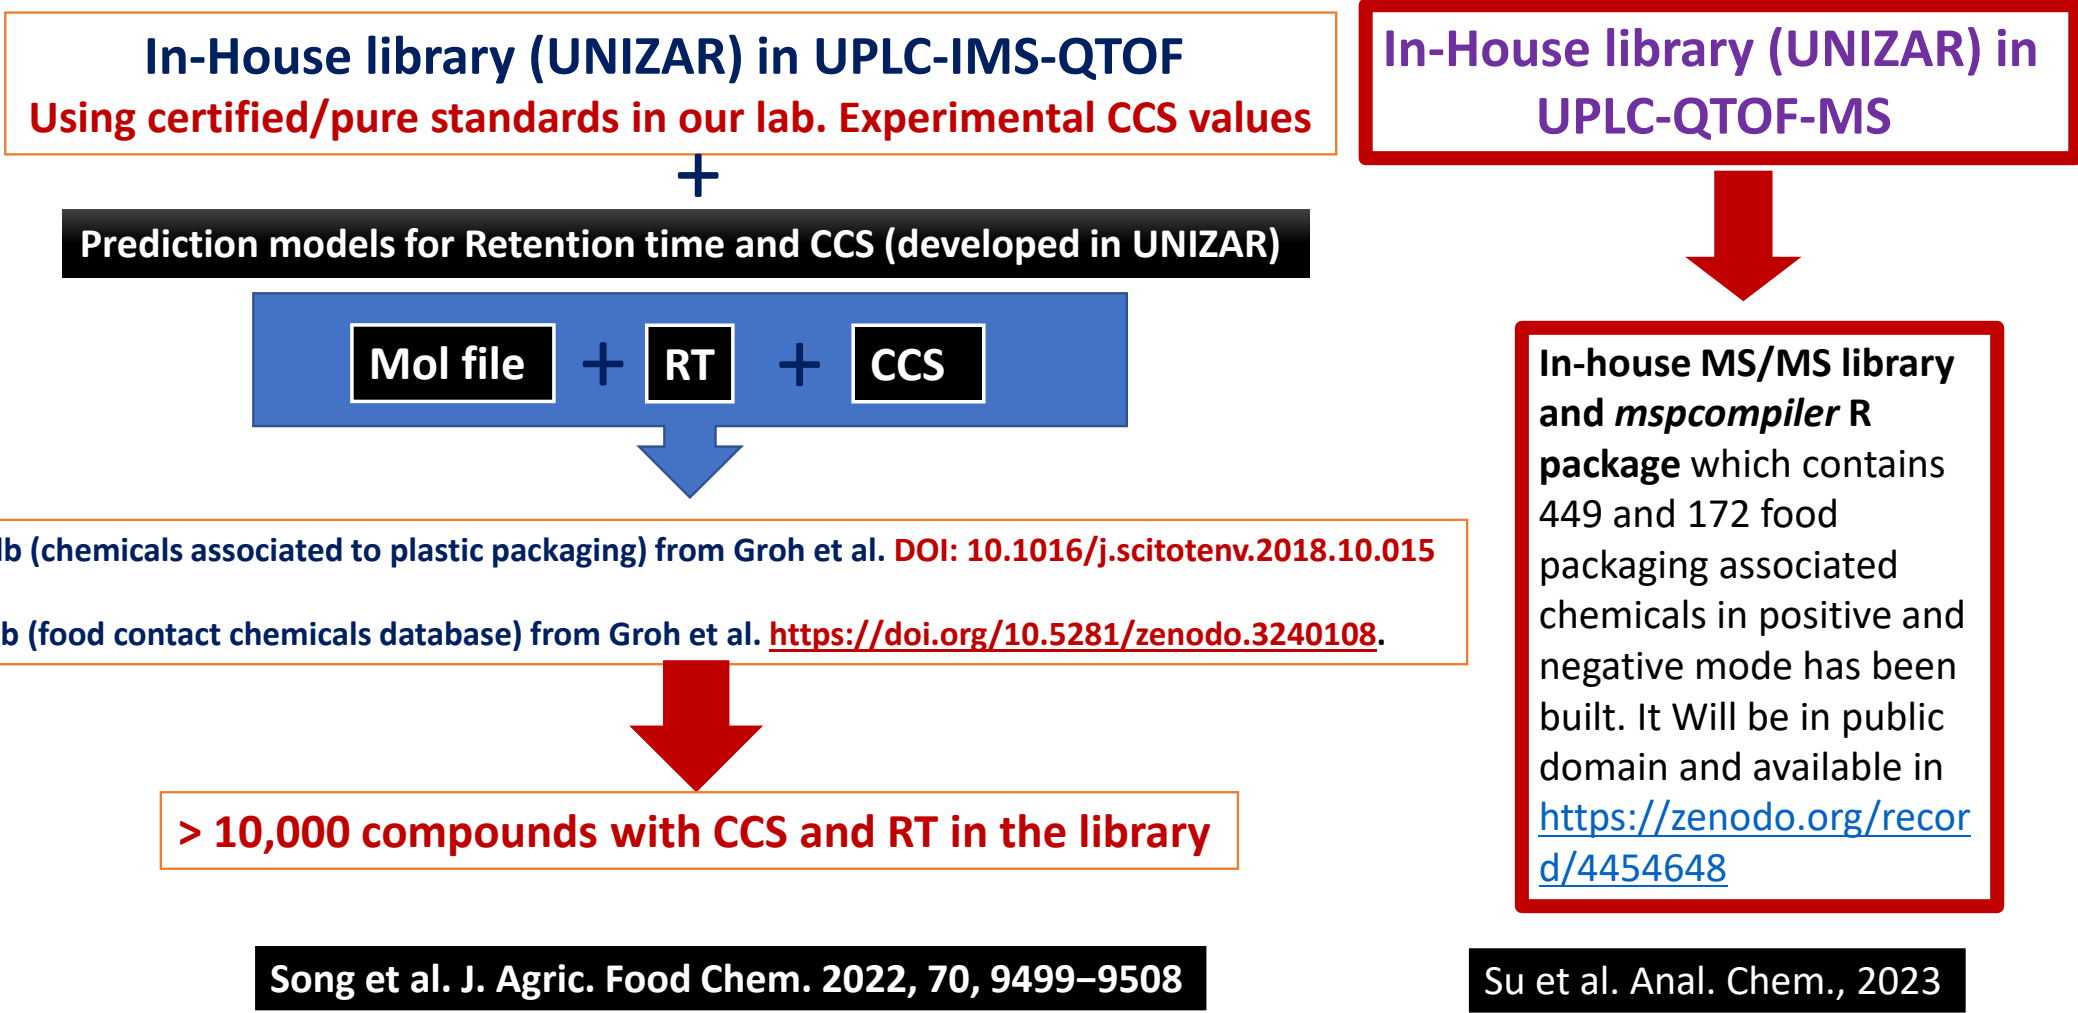 In-House library (UNIZAR) in UPLC-IMS-QTOF
Using certified/pure standards in our lab. Experimental CCS values
+
Prediction models for Retention time and CCS (developed in UNIZAR)
Mol file + RT + CCS
(chemicals associated to plastic packaging) from Groh et al. DOI: 10.1016/j.scitotenv.2018.10.015
(food contact chemicals database) from Groh et al. https://doi.org/10.5281/zenodo.3240108.
> 10,000 compounds with CCS and RT in the library
Song et al. J. Agric. Food Chem. 2022, 70, 9499–9508
In-House library (UNIZAR) in
UPLC-QTOF-MS
In-house MS/MS library
and mspcompiler R
package which contains
449 and 172 food
packaging associated
chemicals in positive and
negative mode has been
built. It Will be in public
domain and available in
https://zenodo.org/recor
d/4454648
Su et al. Anal. Chem., 2023